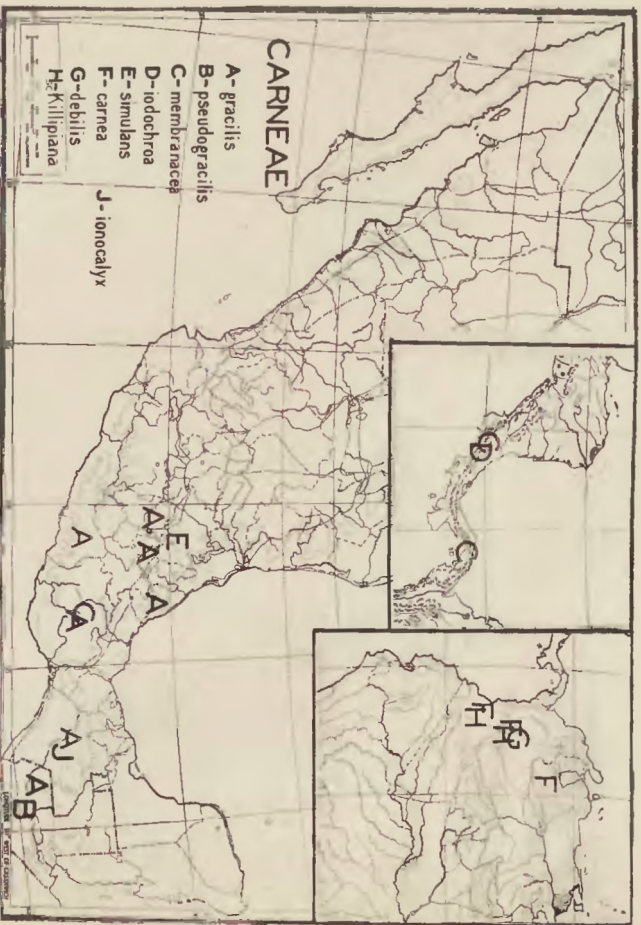 CARNEAE
A-gracilis
B-pseudogracilis
C-membranacea
D-iodochroa
E-simulans
F-carnea
G-debilis
H-Killipiana
J-ionocalyx
A
A
E
A
A
C
A
A
J
A
B
C
D
C
F
H
F
H
G
F